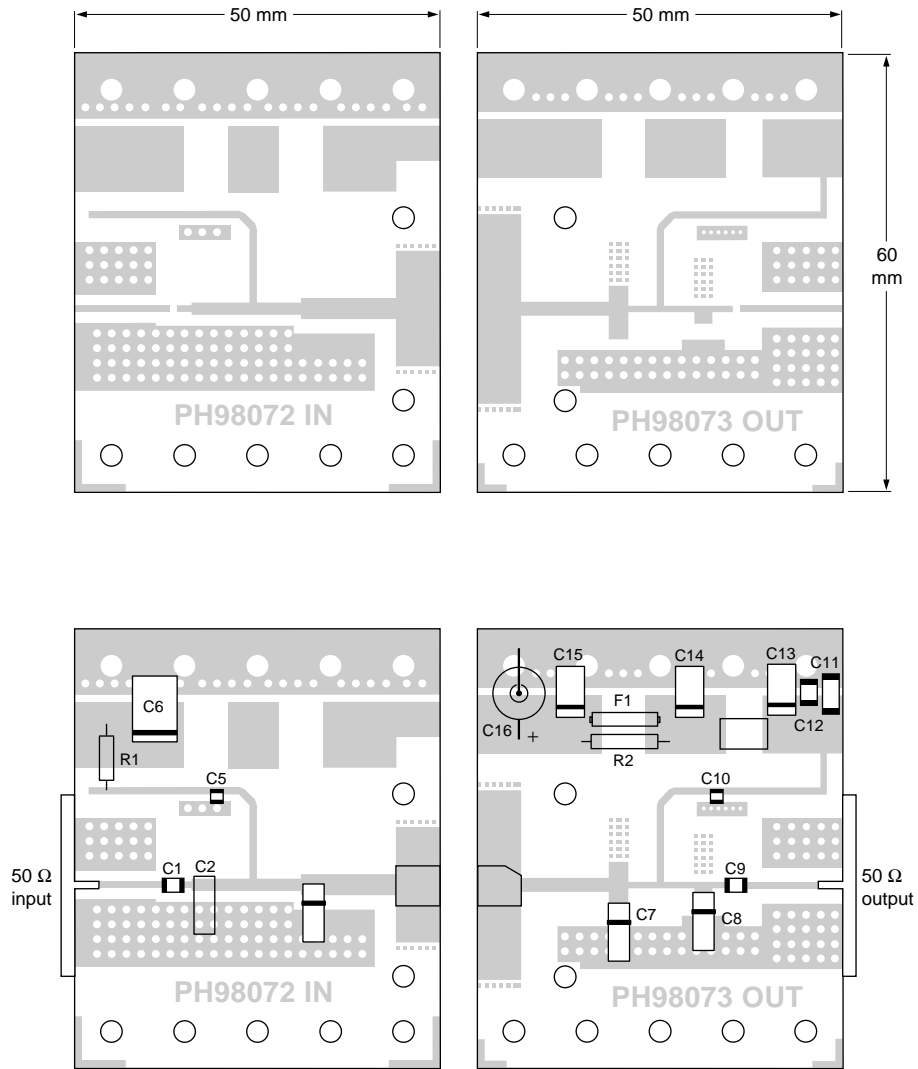 50 mm
50 mm
60
mm
PH98072 IN
PH98073 OUT
C15
C14
C13
C11
C6
F1
C16
+
C12
R1
R2
C5
C10
50 Ω
input
C1
C2
C9
50 Ω
output
C7
C8
PH98072 IN
PH98073 OUT